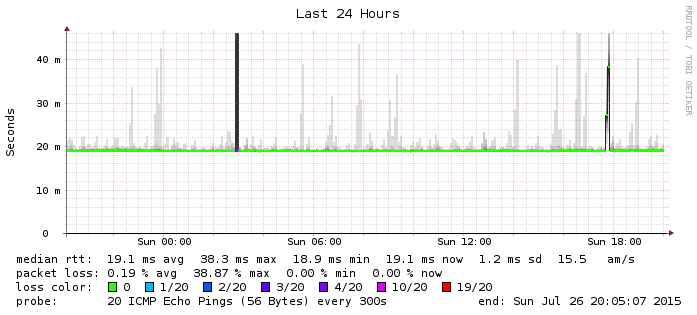 Last 24 Hours
RRDTOOL / TOBI OETIKER
Seconds
40 m
30 m
20 m
10 m
0
Sun 00:00 Sun 06:00 Sun 12:00 Sun 18:00
median rtt: 19.1 ms avg 38.3 ms max 18.9 ms min 19.1 ms now 1.2 ms sd 15.5 am/s
packet loss: 0.19 % avg 38.87 % max 0.00 % min 0.00 % now
loss color: 0 1/20 2/20 3/20 4/20 10/20 19/20
probe: 20 ICMP Echo Pings (56 Bytes) every 300s end: Sun Jul 26 20:05:07 2015